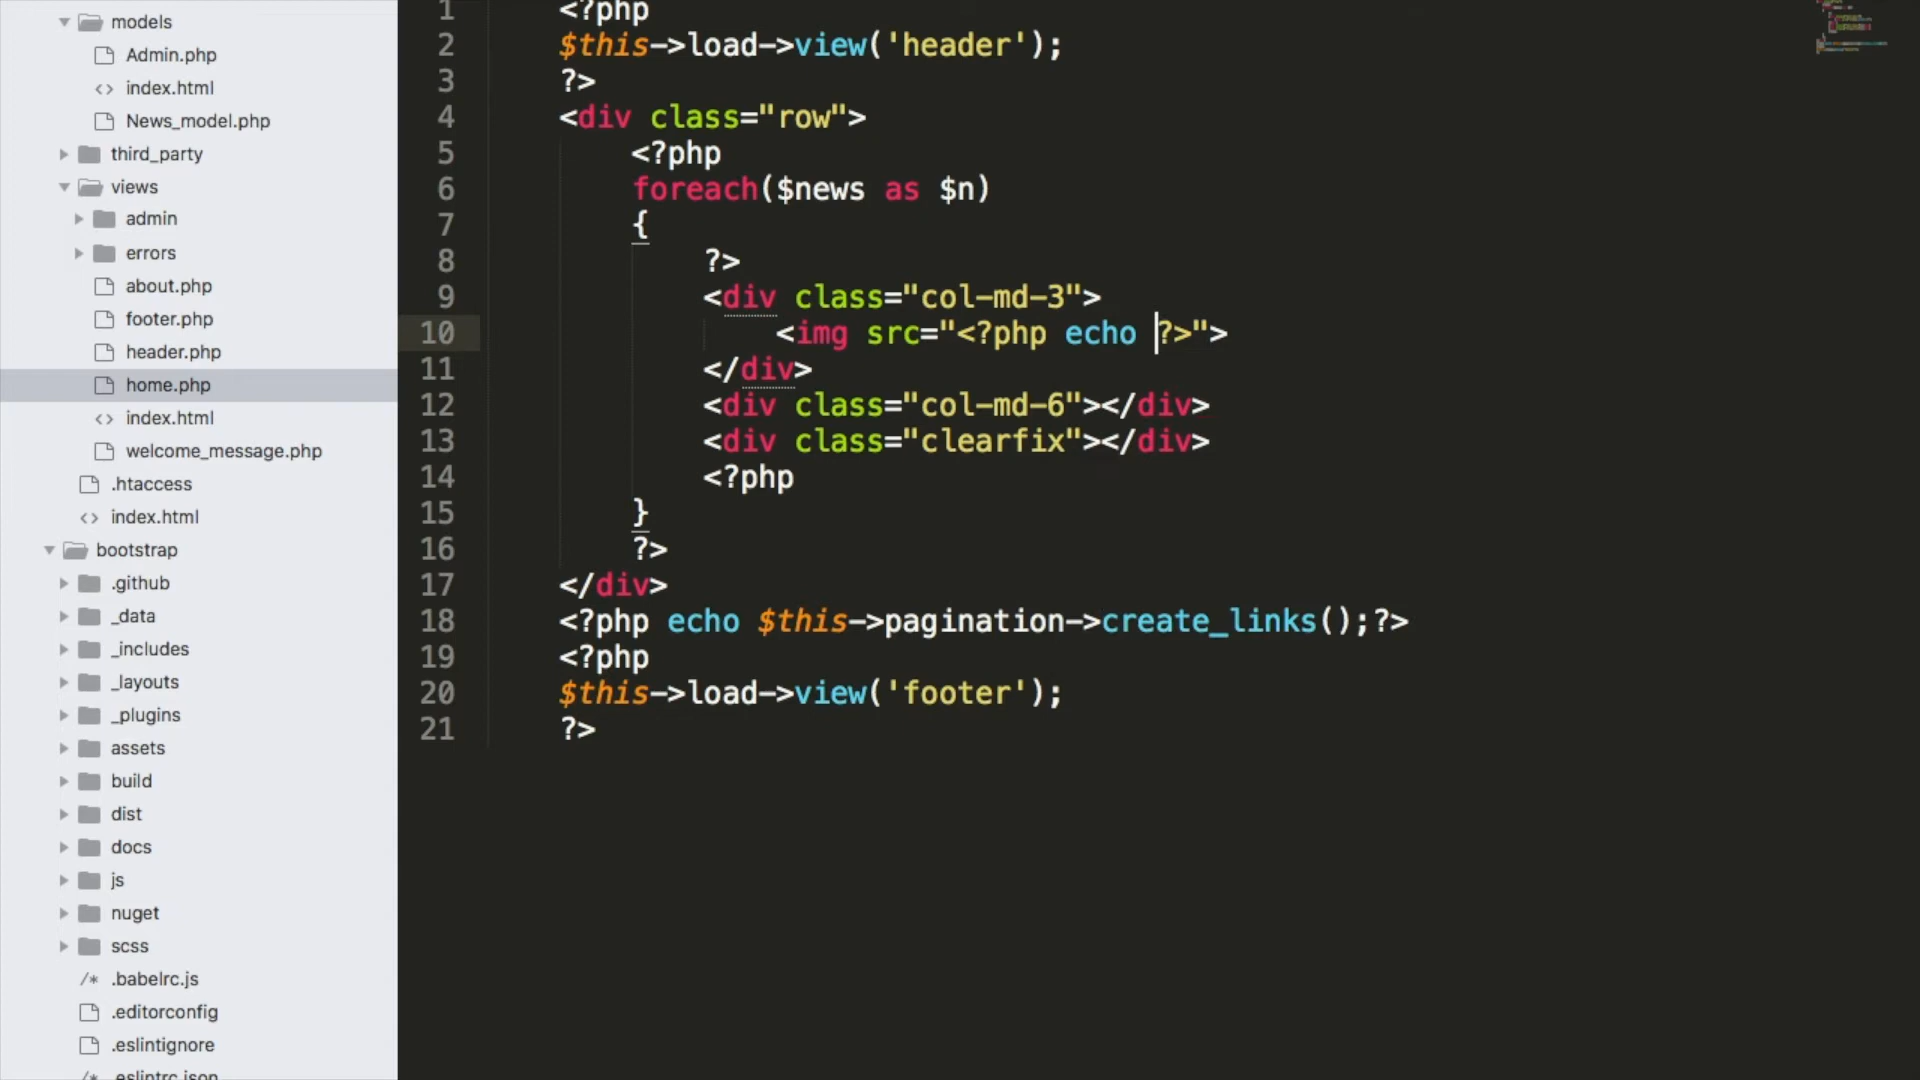 models
Admin.php
<> index.html
News_model.php
third_party
views
admin
errors
about.php
footer.php
header.php
home.php
<> index.html
welcome_message.php
.htaccess
<> index.html
bootstrap
.github
_data
_includes
_layouts
_plugins
assets
build
dist
docs
js
nuget
scss
/* .babelrc.js
.editorconfig
.eslintignore
/* .eslintrc.json
1 <?php
2 $this->load->view('header');
3 ?>
4 <div class="row">
5 <?php
6 foreach($news as $n)
7 {
8 ?>
9 <div class="col-md-3">
10 <img src="<?php echo ?>">
11 </div>
12 <div class="col-md-6"></div>
13 <div class="clearfix"></div>
14 <?php
15 }
16 ?>
17 </div>
18 <?php echo $this->pagination->create_links();?>
19 <?php
20 $this->load->view('footer');
21 ?>